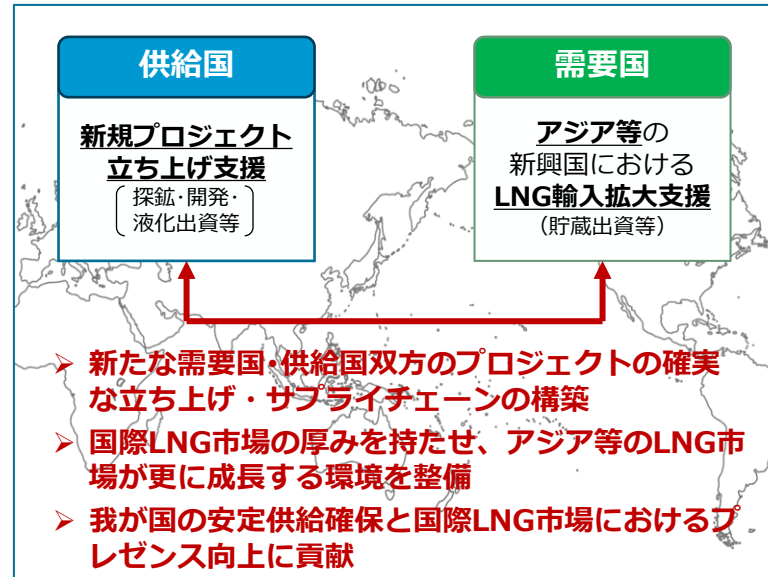 供給国
新規プロジェクト
立ち上げ支援
探鉱・開発・
液化出資等
需要国
アジア等の
新興国における
LNG輸入拡大支援
（貯蔵出資等）
➢ 新たな需要国・供給国双方のプロジェクトの確実
な立ち上げ・サプライチェーンの構築
➢ 国際LNG市場の厚みを持たせ、アジア等のLNG市
場が更に成長する環境を整備
➢ 我が国の安定供給確保と国際LNG市場におけるプ
レゼンス向上に貢献